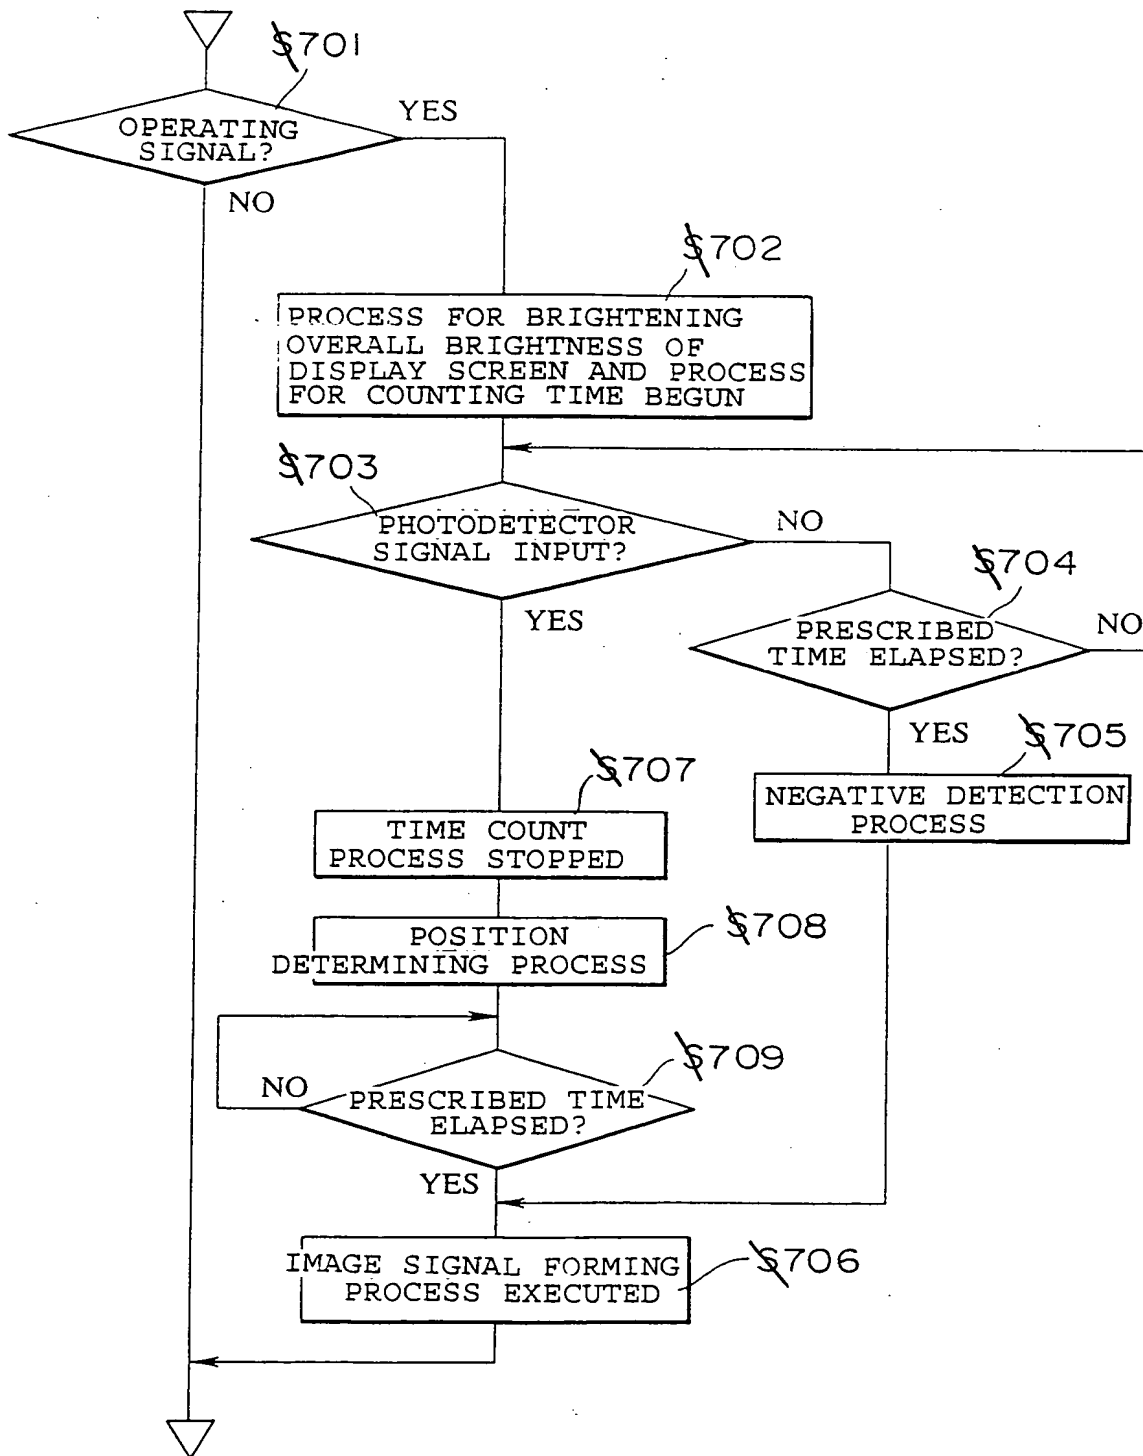 S701
OPERATING
SIGNAL?
YES
NO
S702
PROCESS FOR BRIGHTENING
OVERALL BRIGHTNESS OF
DISPLAY SCREEN AND PROCESS
FOR COUNTING TIME BEGUN
S703
PHOTODETECTOR
SIGNAL INPUT?
NO
YES
S704
PRESCRIBED
TIME ELAPSED?
NO
YES
S705
NEGATIVE DETECTION
PROCESS
S707
TIME COUNT
PROCESS STOPPED
S708
POSITION
DETERMINING PROCESS
S709
PRESCRIBED TIME
ELAPSED?
NO
YES
S706
IMAGE SIGNAL FORMING
PROCESS EXECUTED